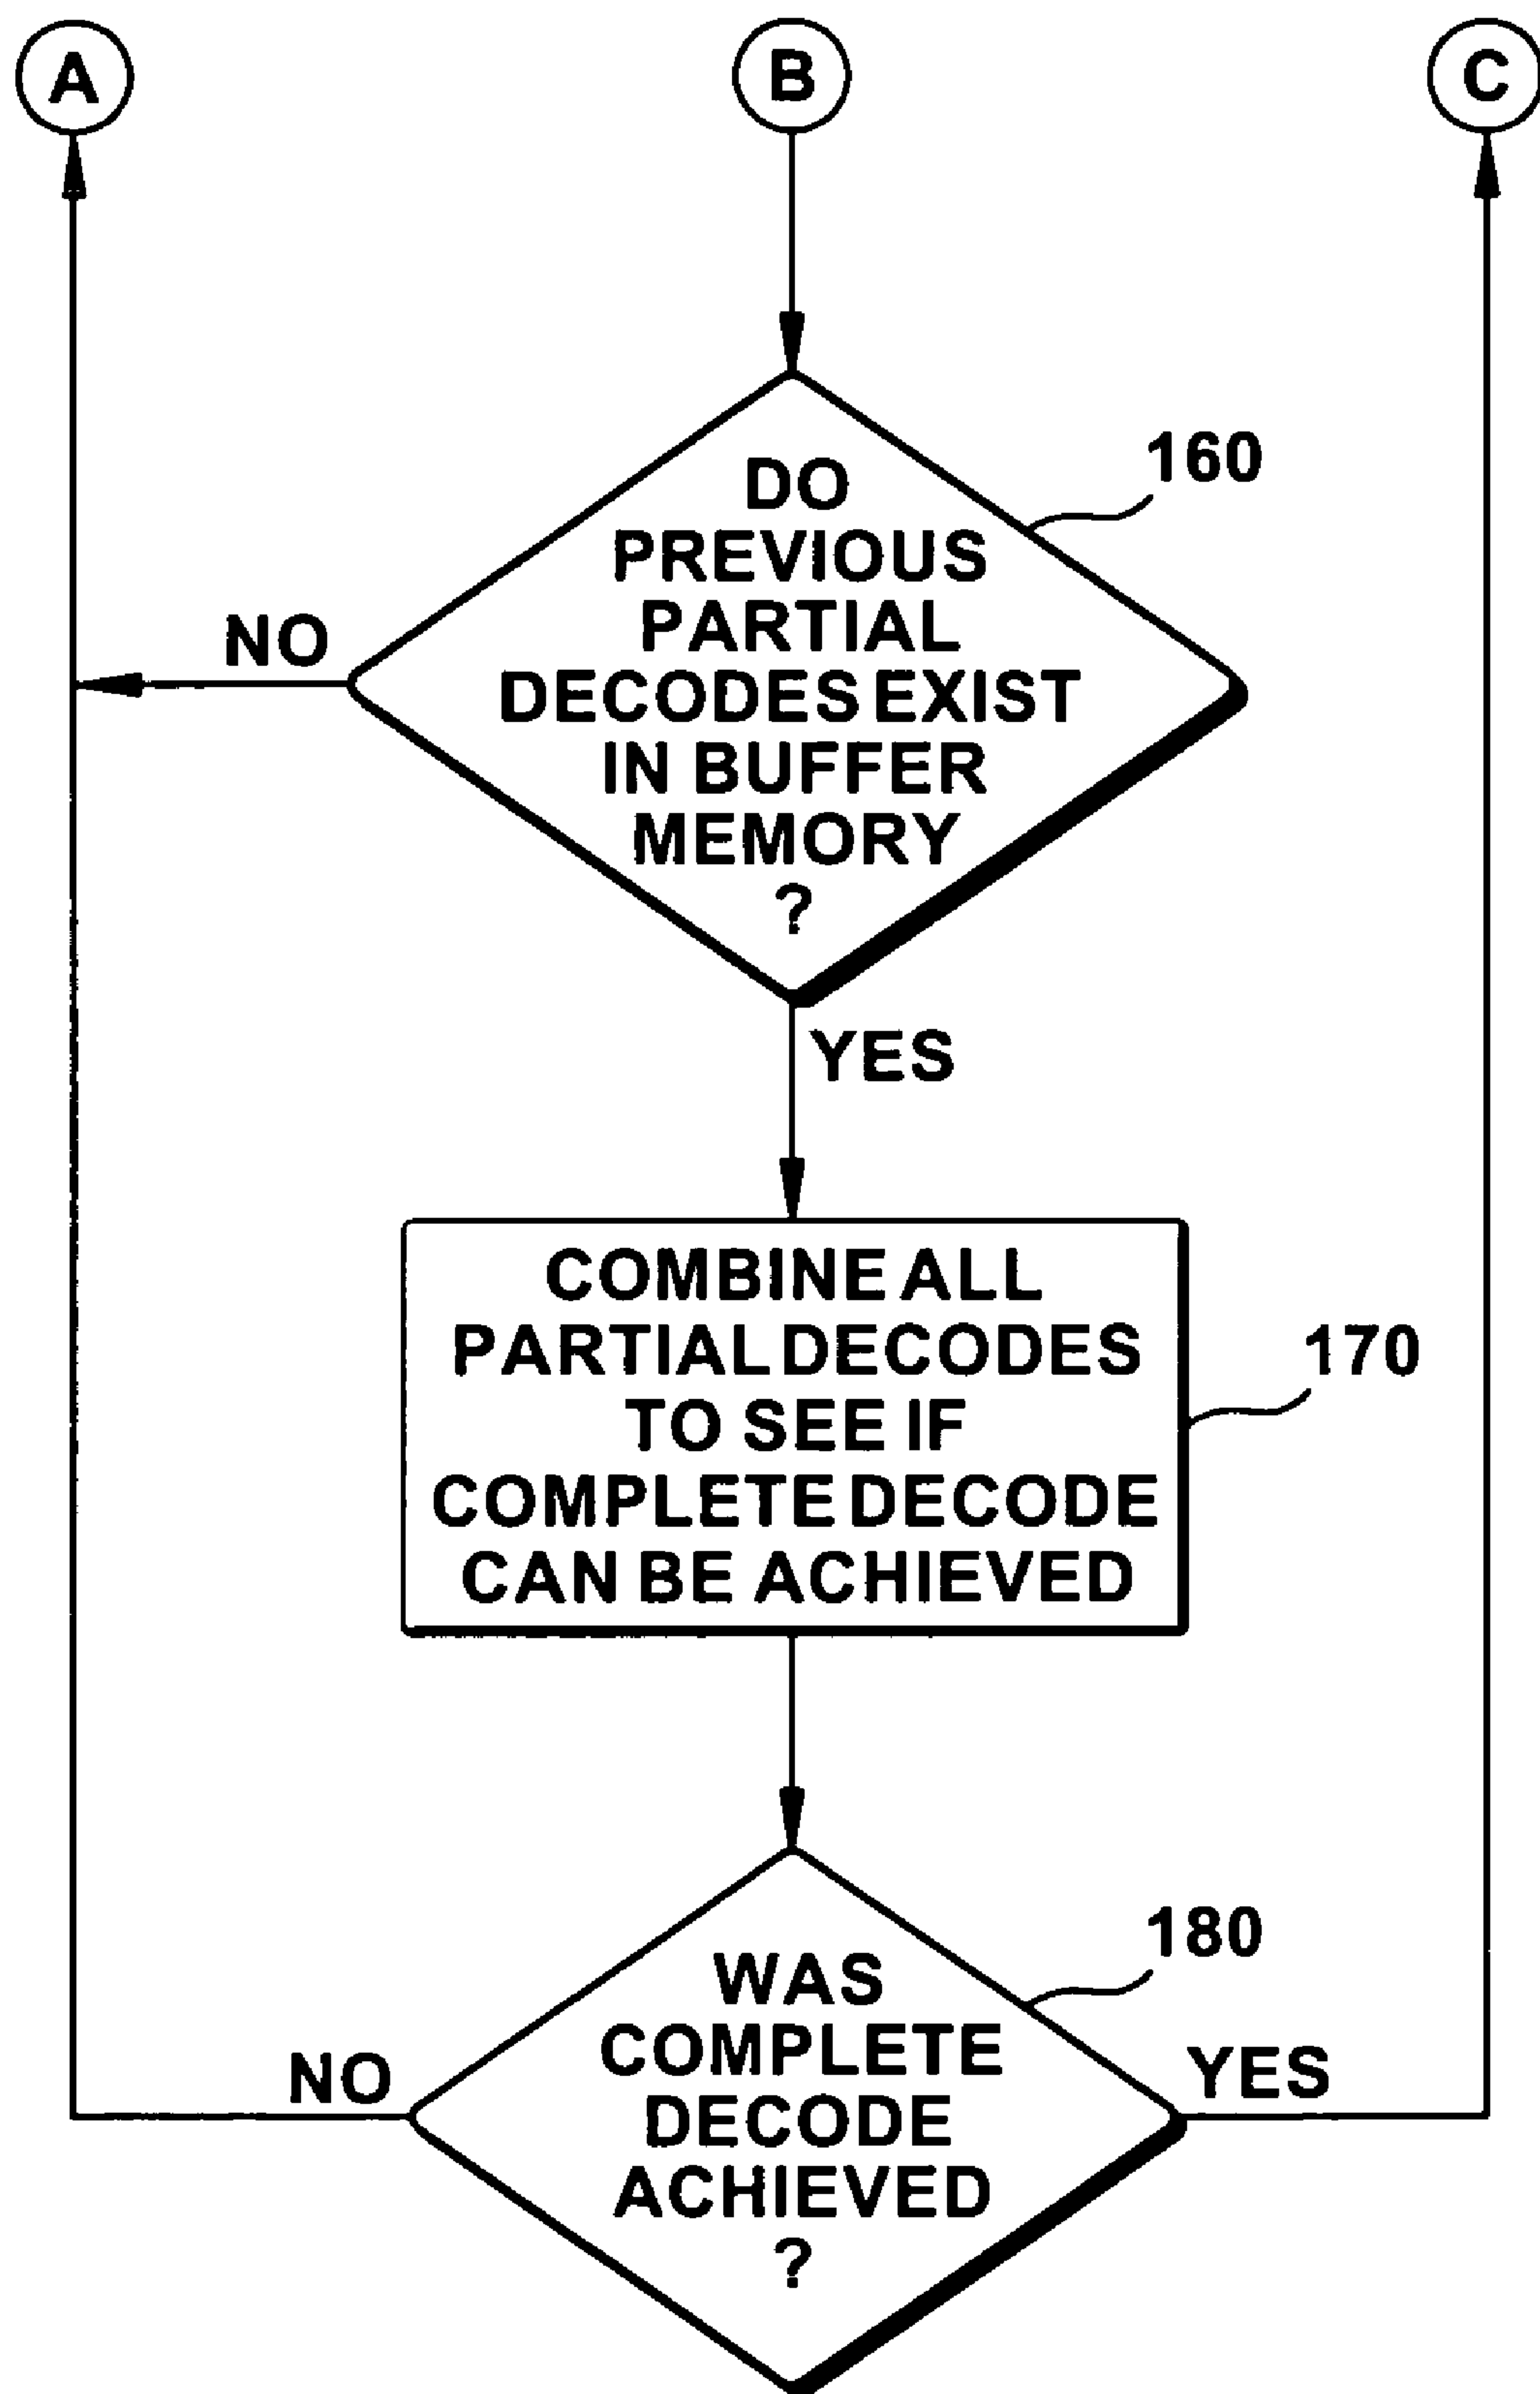 A
B
C
160
DO
PREVIOUS
PARTIAL
DECODES EXIST
IN BUFFER
MEMORY
?
NO
YES
COMBINE ALL
PARTIAL DECODES
TO SEE IF
COMPLETE DECODE
CAN BE ACHIEVED
170
180
WAS
COMPLETE
DECODE
ACHIEVED
?
NO
YES